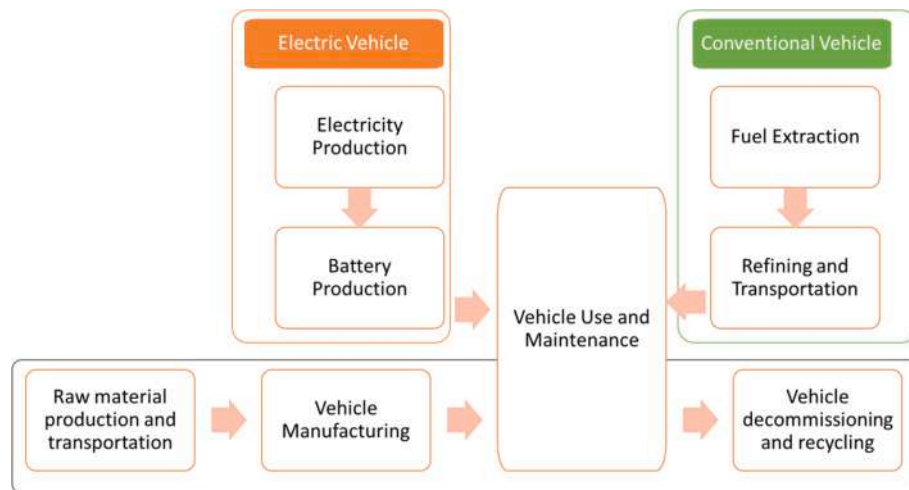 Electric Vehicle
Conventional Vehicle
Electricity
Production
Fuel Extraction
Battery
Production
Refining and
Transportation
Vehicle Use and
Maintenance
Raw material
production and
transportation
Vehicle
Manufacturing
Vehicle
decommissioning
and recycling